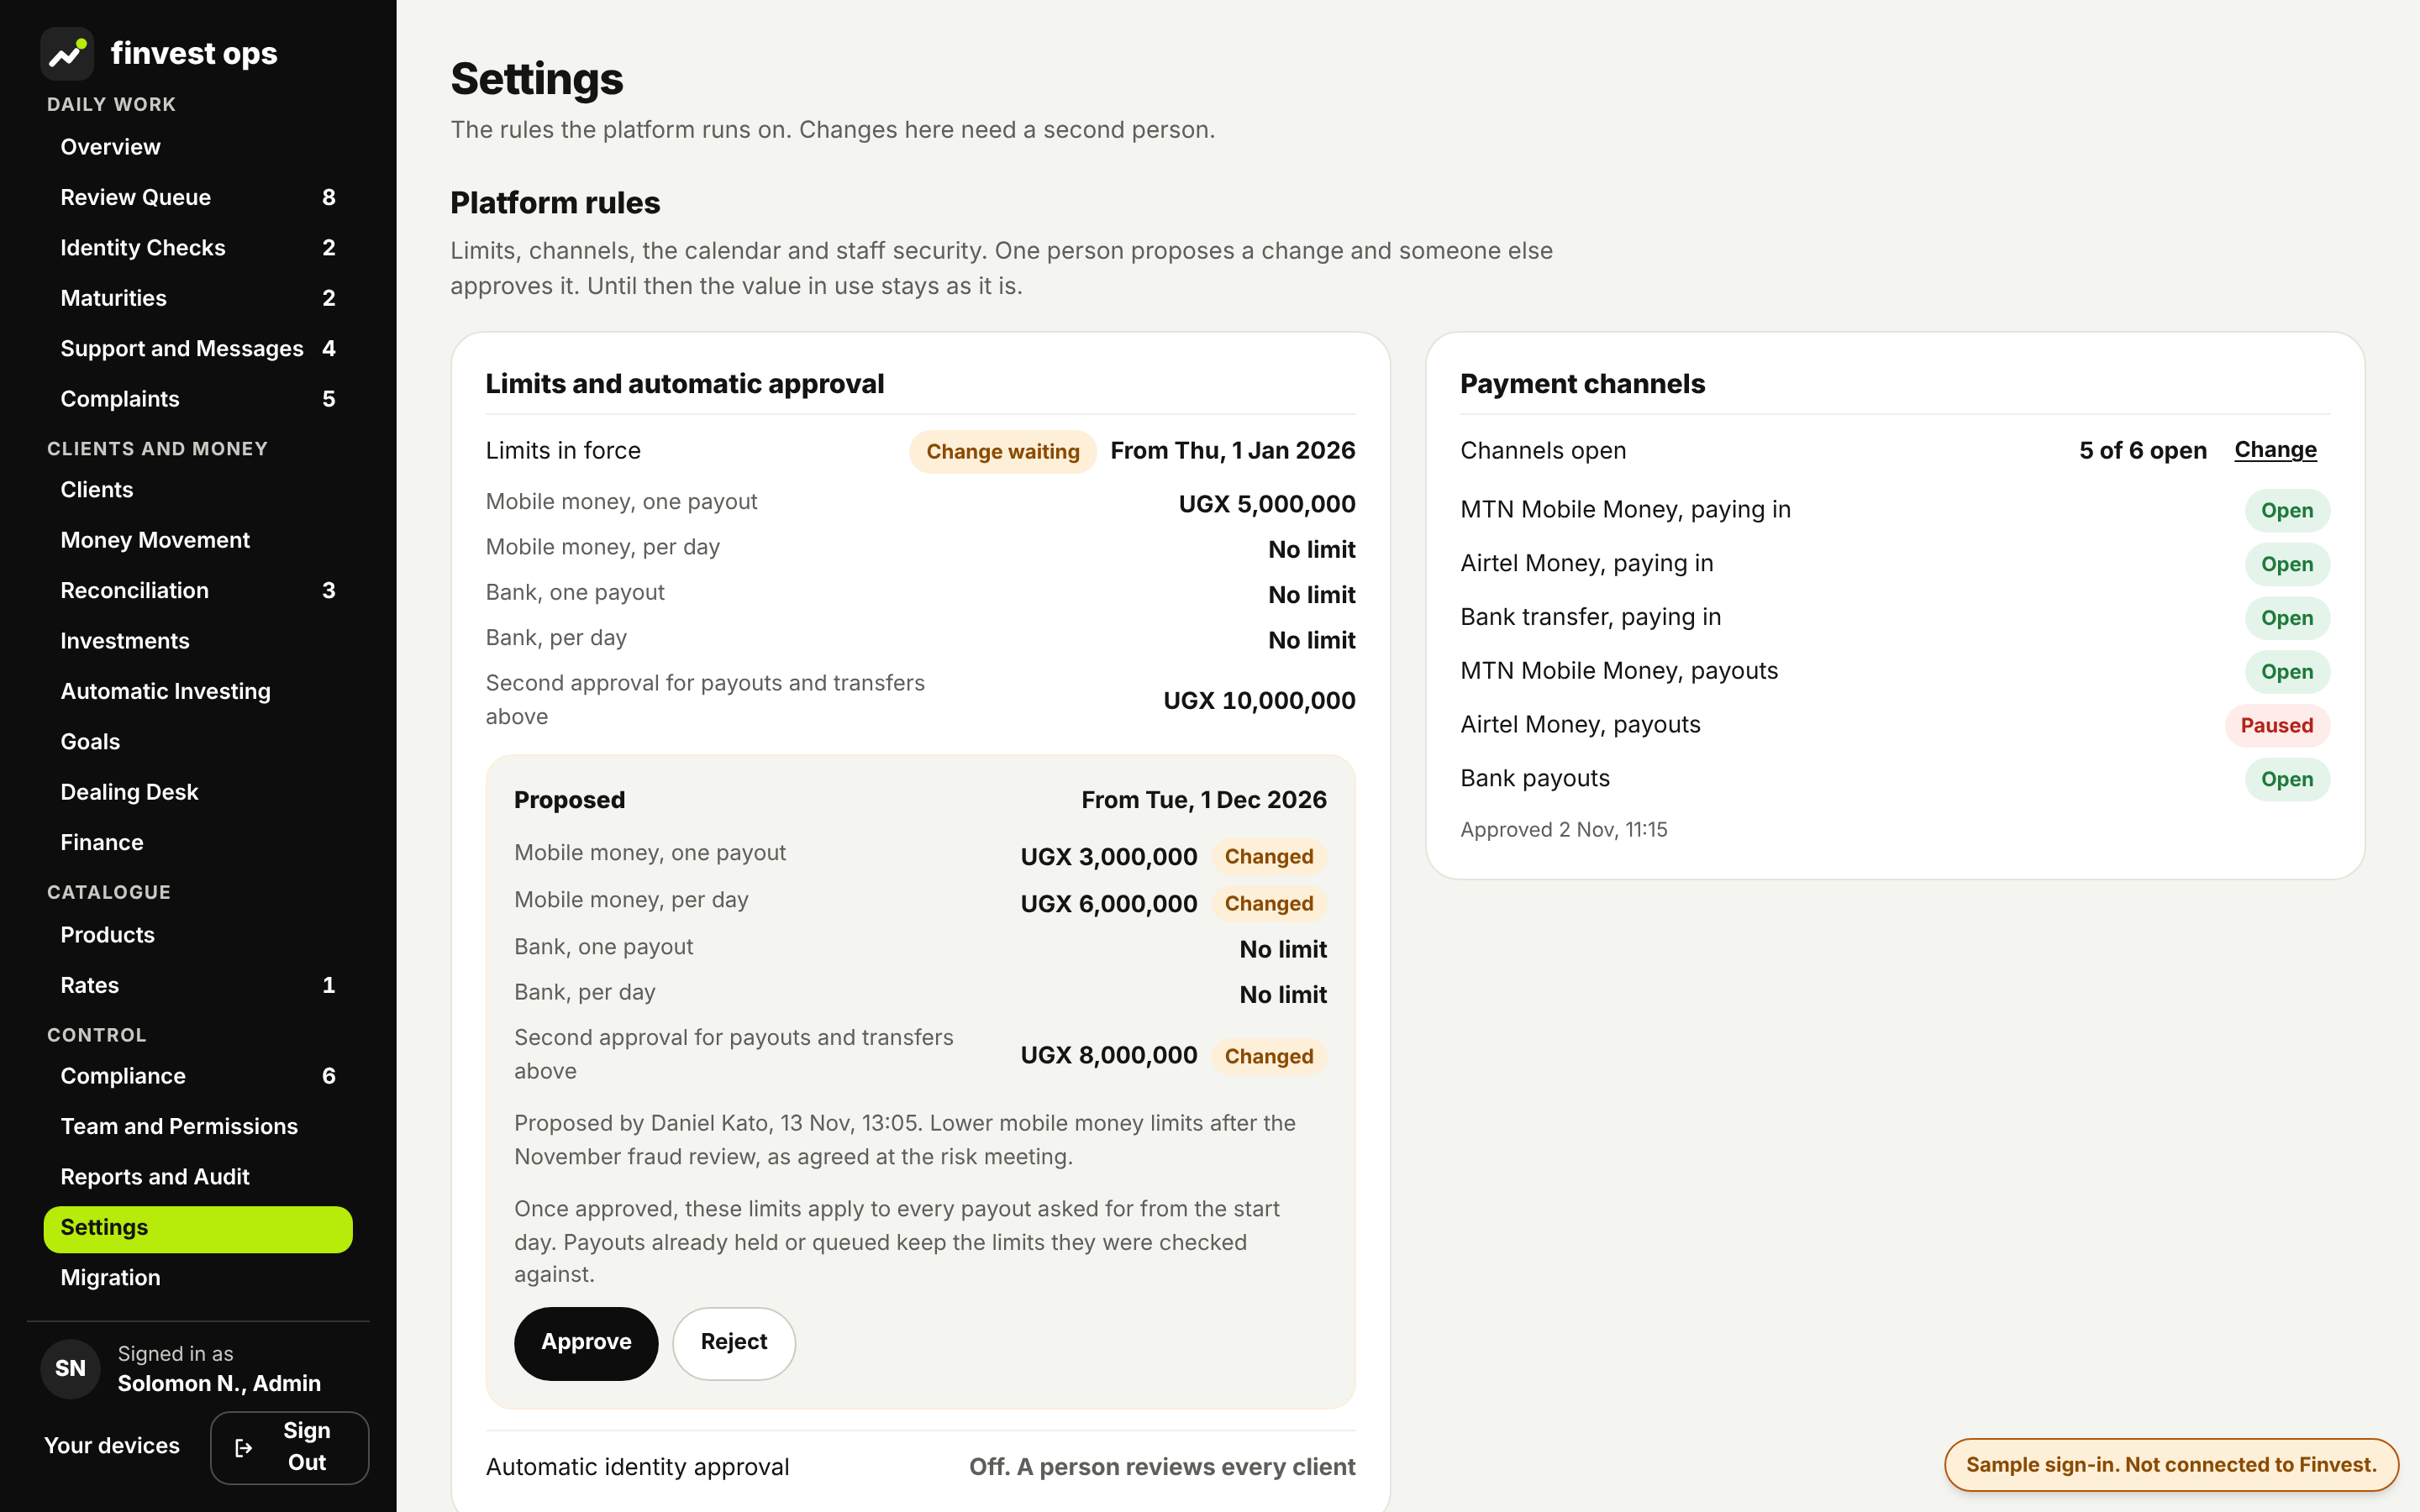 finvest ops
DAILY WORK
Overview
Review Queue 8
Identity Checks 2
Maturities 2
Support and Messages 4
Complaints 5
CLIENTS AND MONEY
Clients
Money Movement
Reconciliation 3
Investments
Automatic Investing
Goals
Dealing Desk
Finance
CATALOGUE
Products
Rates 1
CONTROL
Compliance 6
Team and Permissions
Reports and Audit
Settings
Migration
SN
Signed in as
Solomon N., Admin
Your devices
Sign
Out
Settings
The rules the platform runs on. Changes here need a second person.
Platform rules
Limits, channels, the calendar and staff security. One person proposes a change and someone else
approves it. Until then the value in use stays as it is.
Limits and automatic approval
Limits in force Change waiting From Thu, 1 Jan 2026
Mobile money, one payout UGX 5,000,000
Mobile money, per day No limit
Bank, one payout No limit
Bank, per day No limit
Second approval for payouts and transfers
above UGX 10,000,000
Proposed From Tue, 1 Dec 2026
Mobile money, one payout UGX 3,000,000 Changed
Mobile money, per day UGX 6,000,000 Changed
Bank, one payout No limit
Bank, per day No limit
Second approval for payouts and transfers
above UGX 8,000,000 Changed
Proposed by Daniel Kato, 13 Nov, 13:05. Lower mobile money limits after the
November fraud review, as agreed at the risk meeting.
Once approved, these limits apply to every payout asked for from the start
day. Payouts already held or queued keep the limits they were checked
against.
Approve Reject
Automatic identity approval Off. A person reviews every client
Payment channels
Channels open 5 of 6 open Change
MTN Mobile Money, paying in Open
Airtel Money, paying in Open
Bank transfer, paying in Open
MTN Mobile Money, payouts Open
Airtel Money, payouts Paused
Bank payouts Open
Approved 2 Nov, 11:15
Sample sign-in. Not connected to Finvest.